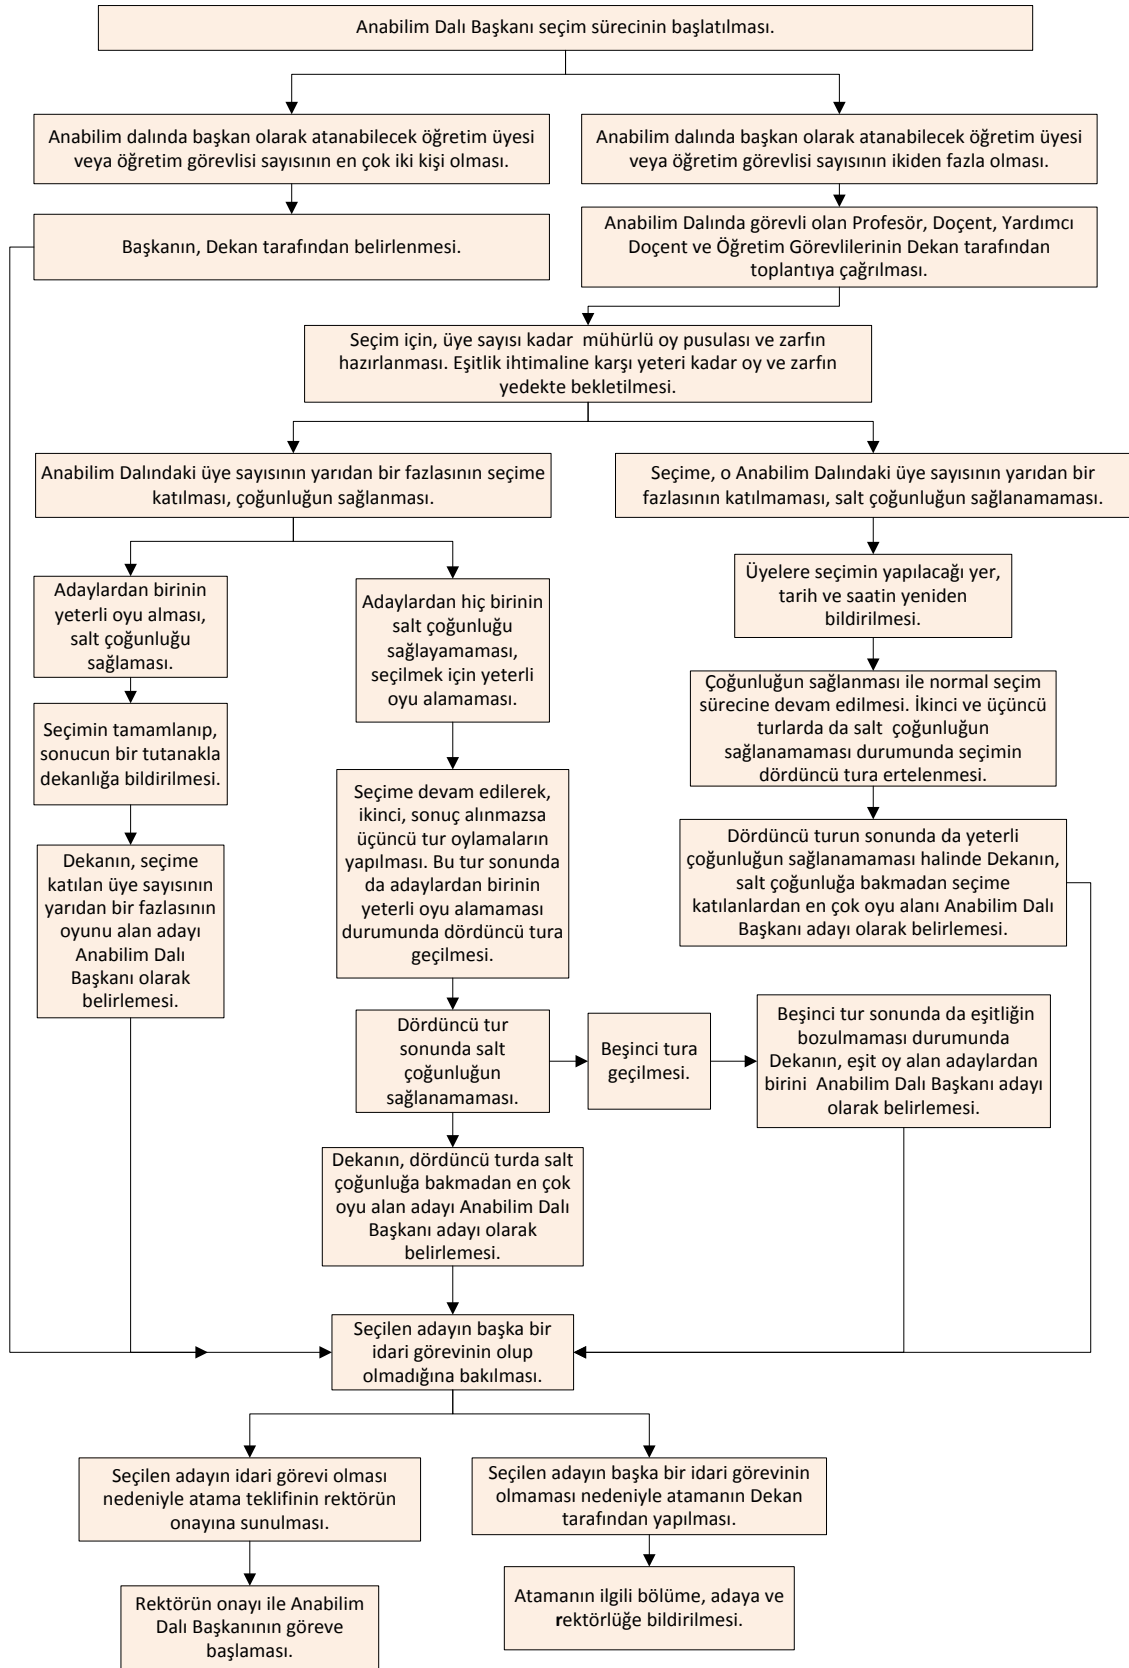 Anabilim Dalı Başkanı seçim sürecinin başlatılması.
Anabilim dalında başkan olarak atanabilecek öğretim üyesi
veya öğretim görevlisi sayısının en çok iki kişi olması.
Anabilim dalında başkan olarak atanabilecek öğretim üyesi
veya öğretim görevlisi sayısının ikiden fazla olması.
Başkanın, Dekan tarafından belirlenmesi.
Anabilim Dalında görevli olan Profesör, Doçent, Yardımcı
Doçent ve Öğretim Görevlilerinin Dekan tarafından
toplantıya çağrılması.
Seçim için, üye sayısı kadar mühürlü oy pusulası ve zarfın
hazırlanması. Eşitlik ihtimaline karşı yeteri kadar oy ve zarfın
yedekte bekletilmesi.
Anabilim Dalındaki üye sayısının yarıdan bir fazlasının seçime
katılması, çoğunluğun sağlanması.
Seçime, o Anabilim Dalındaki üye sayısının yarıdan bir
fazlasının katılmaması, salt çoğunluğun sağlanamaması.
Adaylardan birinin
yeterli oyu alması,
salt çoğunluğu
sağlaması.
Adaylardan hiç birinin
salt çoğunluğu
sağlayamaması,
seçilmek için yeterli
oyu alamaması.
Üyelere seçimin yapılacağı yer,
tarih ve saatin yeniden
bildirilmesi.
Seçimin tamamlanıp,
sonucun bir tutanakla
dekanlığa bildirilmesi.
Çoğunluğun sağlanması ile normal seçim
sürecine devam edilmesi. İkinci ve üçüncü
turlarda da salt çoğunluğun
sağlanamaması durumunda seçimin
dördüncü tura ertelenmesi.
Seçime devam edilerek,
ikinci, sonuç alınmazsa
üçüncü tur oylamaların
yapılması. Bu tur sonunda
da adaylardan birinin
yeterli oyu alamaması
durumunda dördüncü tura
geçilmesi.
Dekanın, seçime
katılan üye sayısının
yarıdan bir fazlasının
oyunu alan adayı
Anabilim Dalı
Başkanı olarak
belirlemesi.
Dördüncü turun sonunda da yeterli
çoğunluğun sağlanamaması halinde Dekanın,
salt çoğunluğa bakmadan seçime
katılanlardan en çok oyu alanı Anabilim Dalı
Başkanı adayı olarak belirlemesi.
Dördüncü tur
sonunda salt
çoğunluğun
sağlanamaması.
Beşinci tura
geçilmesi.
Beşinci tur sonunda da eşitliğin
bozulmaması durumunda
Dekanın, eşit oy alan adaylardan
birini Anabilim Dalı Başkanı adayı
olarak belirlemesi.
Dekanın, dördüncü turda salt
çoğunluğa bakmadan en çok
oyu alan adayı Anabilim Dalı
Başkanı adayı olarak
belirlemesi.
Seçilen adayın başka bir
idari görevinin olup
olmadığına bakılması.
Seçilen adayın idari görevi olması
nedeniyle atama teklifinin rektörün
onayına sunulması.
Seçilen adayın başka bir idari görevinin
olmaması nedeniyle atamanın Dekan
tarafından yapılması.
Rektörün onayı ile Anabilim
Dalı Başkanının göreve
başlaması.
Atamanın ilgili bölüme, adaya ve
rektörlüğe bildirilmesi.